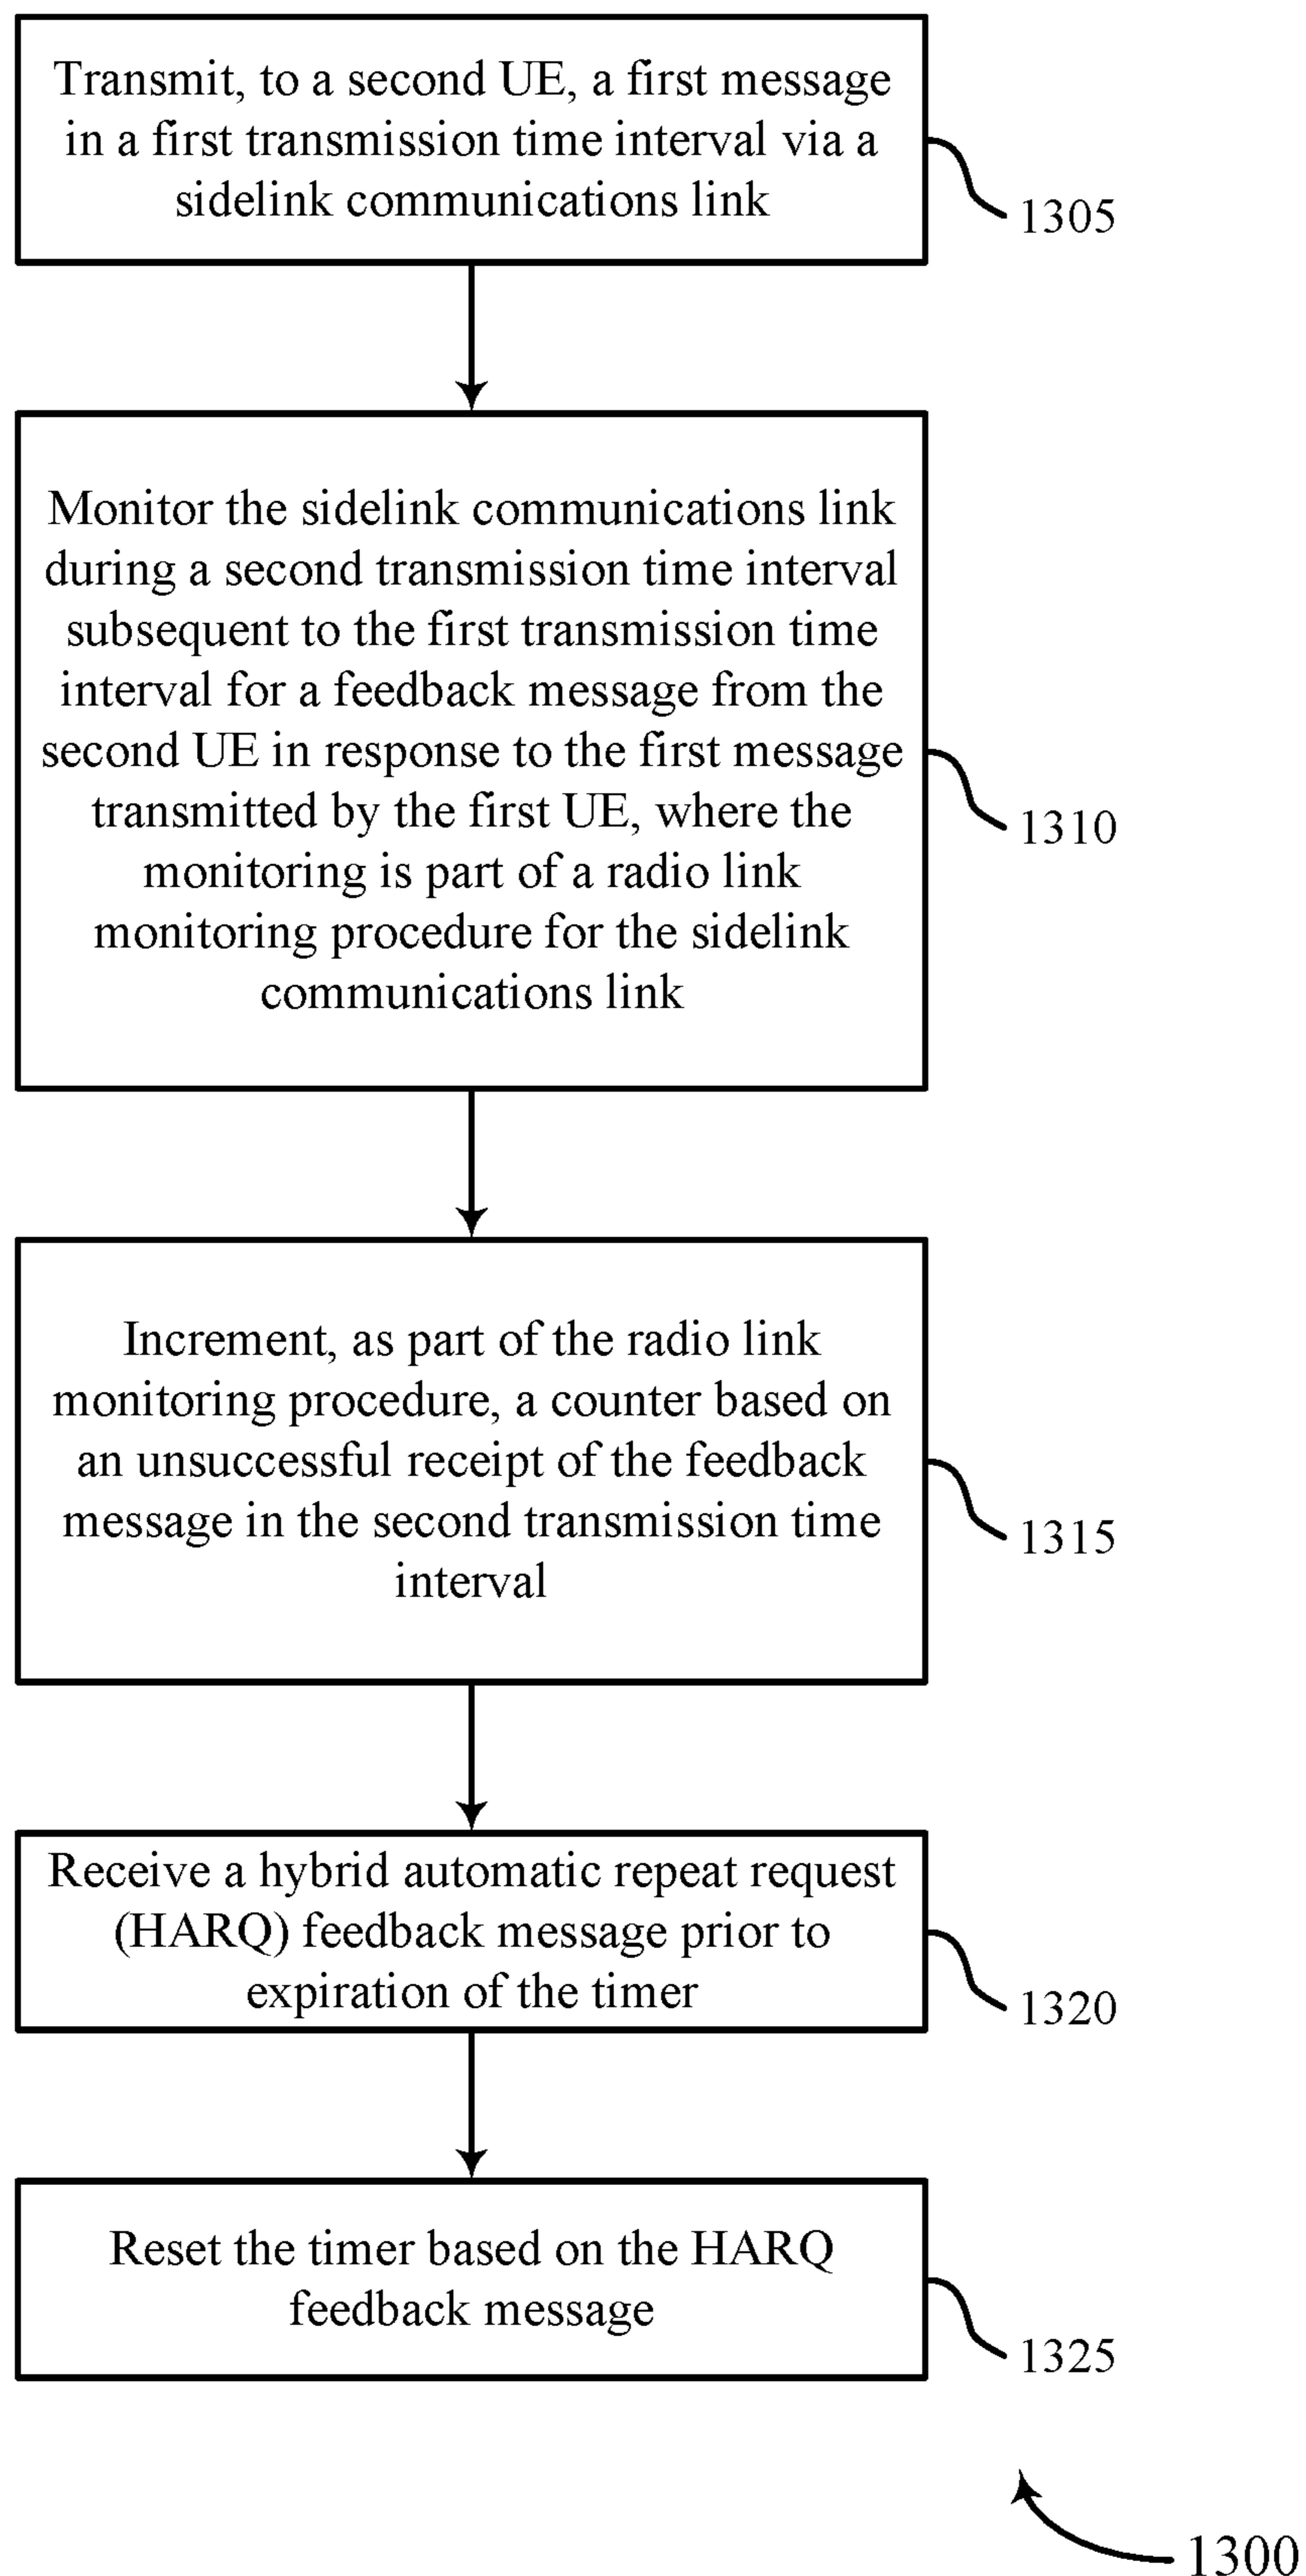 Transmit, to a second UE, a first message
in a first transmission time interval via a
sidelink communications link
1305
Monitor the sidelink communications link
during a second transmission time interval
subsequent to the first transmission time
interval for a feedback message from the
second UE in response to the first message
transmitted by the first UE, where the
monitoring is part of a radio link
monitoring procedure for the sidelink
communications link
1310
Increment, as part of the radio link
monitoring procedure, a counter based on
an unsuccessful receipt of the feedback
message in the second transmission time
interval
1315
Receive a hybrid automatic repeat request
(HARQ) feedback message prior to
expiration of the timer
1320
Reset the timer based on the HARQ
feedback message
1325
1300